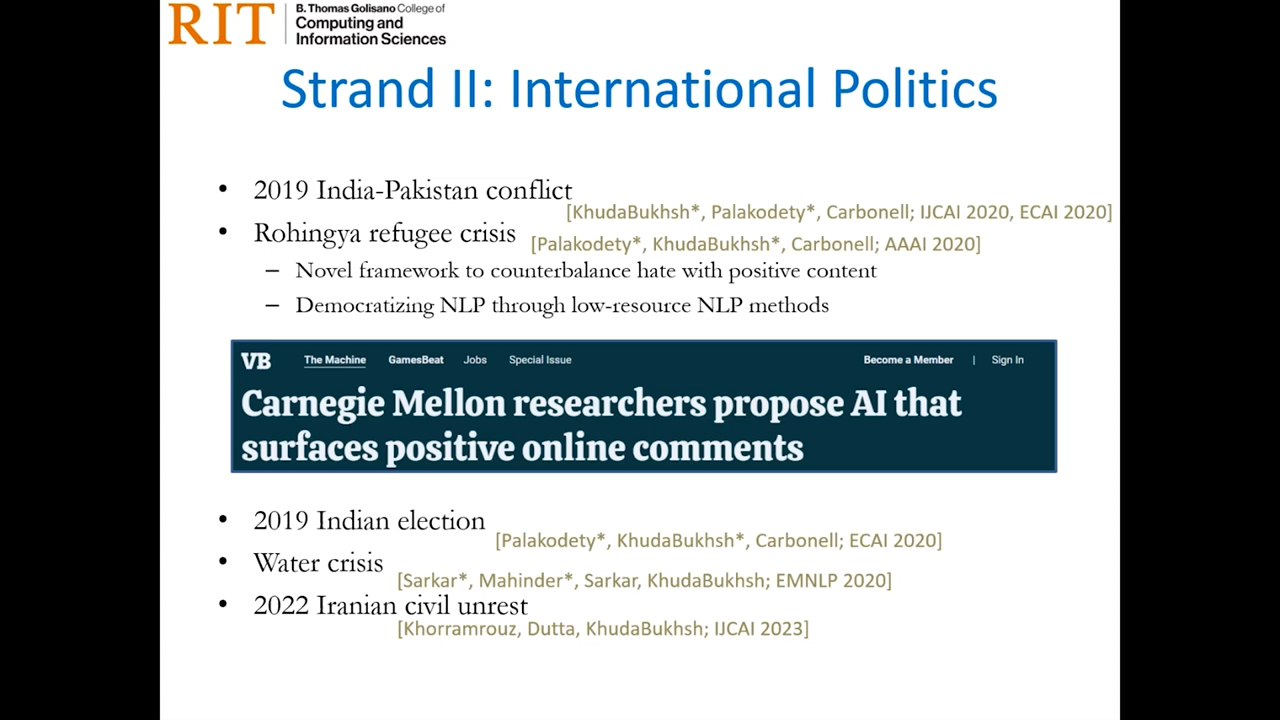 RIT
B. Thomas Golisano College of
Computing and
Information Sciences
Strand II: International Politics
• 2019 India-Pakistan conflict
[KhudaBukhsh*, Palakodety*, Carbonell; IJCAI 2020, ECAI 2020]
• Rohingya refugee crisis
[Palakodety*, KhudaBukhsh*, Carbonell; AAAI 2020]
– Novel framework to counterbalance hate with positive content
– Democratizing NLP through low-resource NLP methods
VB The Machine GamesBeat Jobs Special Issue Become a Member | Sign In
Carnegie Mellon researchers propose AI that
surfaces positive online comments
• 2019 Indian election
[Palakodety*, KhudaBukhsh*, Carbonell; ECAI 2020]
• Water crisis
[Sarkar*, Mahinder*, Sarkar, KhudaBukhsh; EMNLP 2020]
• 2022 Iranian civil unrest
[Khorramrouz, Dutta, KhudaBukhsh; IJCAI 2023]